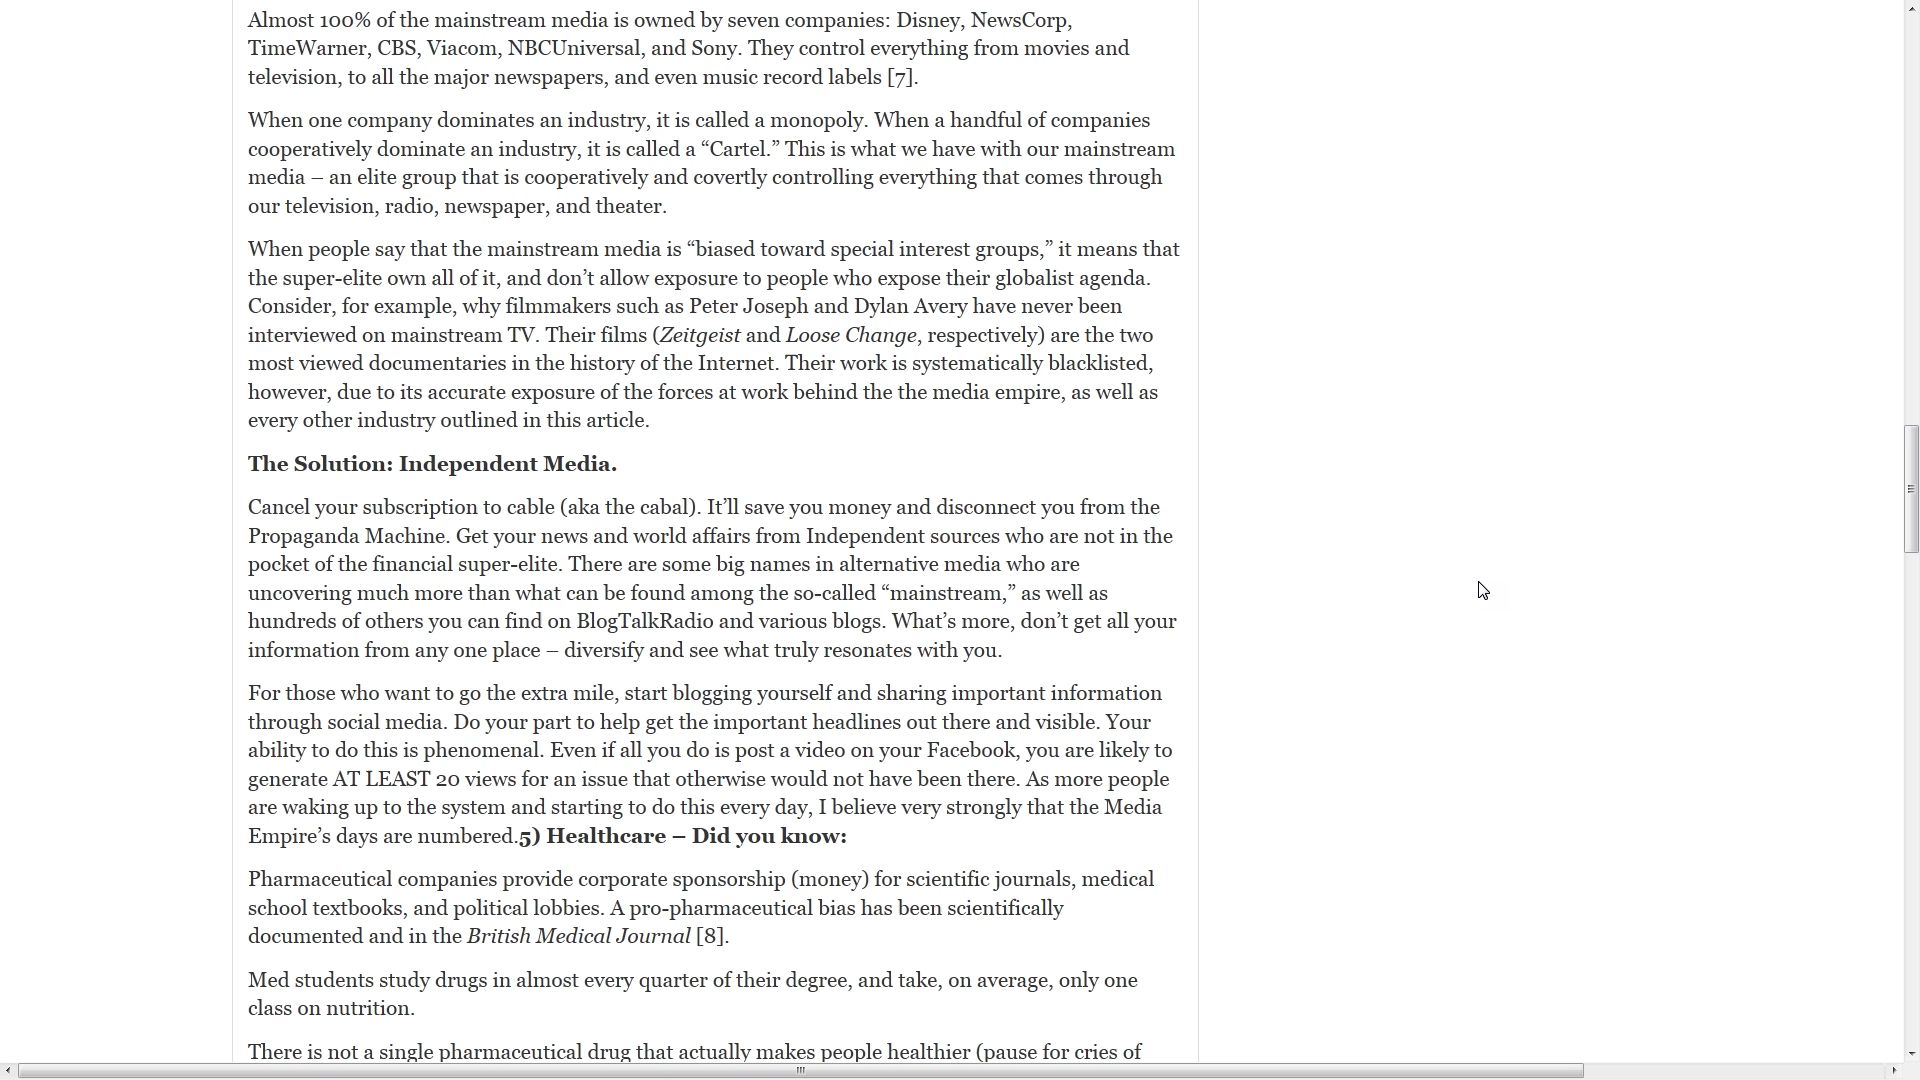 Almost 100% of the mainstream media is owned by seven companies: Disney, NewsCorp,
TimeWarner, CBS, Viacom, NBCUniversal, and Sony. They control everything from movies and
television, to all the major newspapers, and even music record labels [7].
When one company dominates an industry, it is called a monopoly. When a handful of companies
cooperatively dominate an industry, it is called a “Cartel.” This is what we have with our mainstream
media – an elite group that is cooperatively and covertly controlling everything that comes through
our television, radio, newspaper, and theater.
When people say that the mainstream media is “biased toward special interest groups,” it means that
the super-elite own all of it, and don’t allow exposure to people who expose their globalist agenda.
Consider, for example, why filmmakers such as Peter Joseph and Dylan Avery have never been
interviewed on mainstream TV. Their films (Zeitgeist and Loose Change, respectively) are the two
most viewed documentaries in the history of the Internet. Their work is systematically blacklisted,
however, due to its accurate exposure of the forces at work behind the the media empire, as well as
every other industry outlined in this article.
The Solution: Independent Media.
Cancel your subscription to cable (aka the cabal). It’ll save you money and disconnect you from the
Propaganda Machine. Get your news and world affairs from Independent sources who are not in the
pocket of the financial super-elite. There are some big names in alternative media who are
uncovering much more than what can be found among the so-called “mainstream,” as well as
hundreds of others you can find on BlogTalkRadio and various blogs. What’s more, don’t get all your
information from any one place – diversify and see what truly resonates with you.
For those who want to go the extra mile, start blogging yourself and sharing important information
through social media. Do your part to help get the important headlines out there and visible. Your
ability to do this is phenomenal. Even if all you do is post a video on your Facebook, you are likely to
generate AT LEAST 20 views for an issue that otherwise would not have been there. As more people
are waking up to the system and starting to do this every day, I believe very strongly that the Media
Empire’s days are numbered.5) Healthcare – Did you know:
Pharmaceutical companies provide corporate sponsorship (money) for scientific journals, medical
school textbooks, and political lobbies. A pro-pharmaceutical bias has been scientifically
documented and in the British Medical Journal [8].
Med students study drugs in almost every quarter of their degree, and take, on average, only one
class on nutrition.
There is not a single pharmaceutical drug that actually makes people healthier (pause for cries of